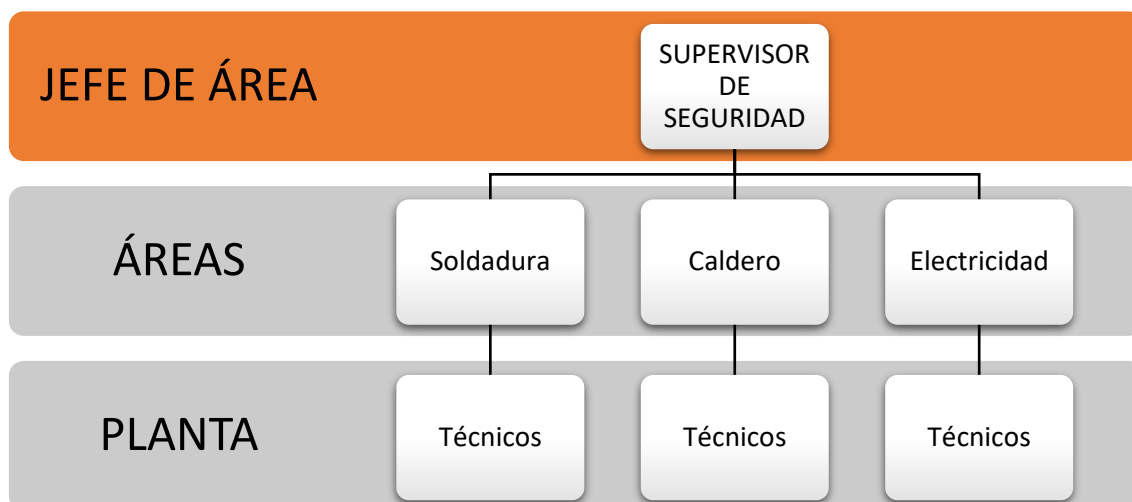 JEFE DE ÁREA
SUPERVISOR
DE
SEGURIDAD
ÁREAS
Soldadura
Caldero
Electricidad
PLANTA
Técnicos
Técnicos
Técnicos